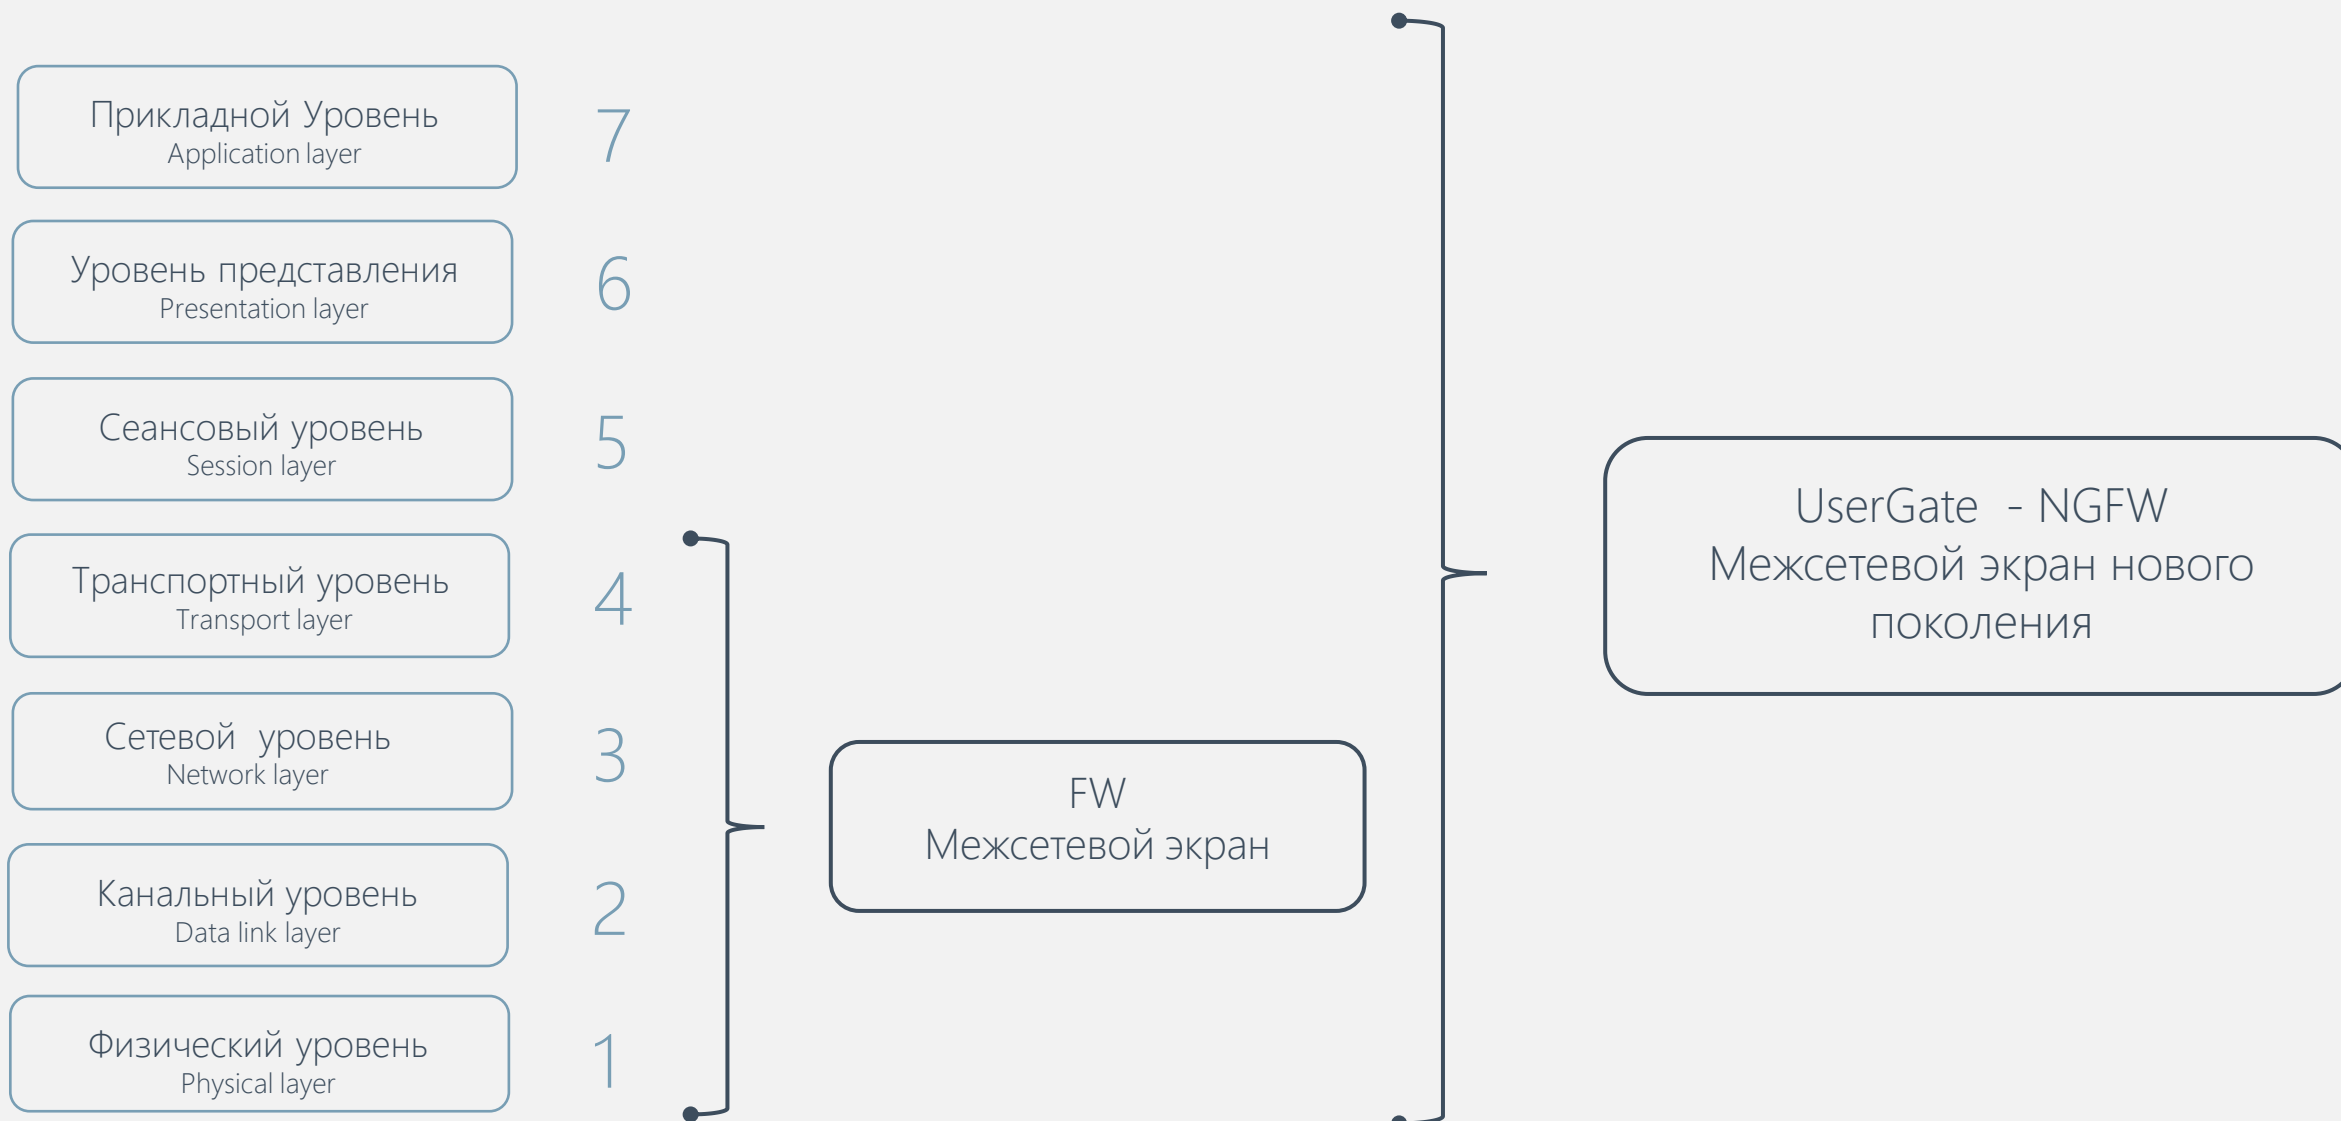 Прикладной Уровень
Application layer
7
Уровень представления
Presentation layer
6
Сеансовый уровень
Session layer
5
Транспортный уровень
Transport layer
4
Сетевой уровень
Network layer
3
Канальный уровень
Data link layer
2
Физический уровень
Physical layer
1
FW
Межсетевой экран
UserGate - NGFW
Межсетевой экран нового
поколения